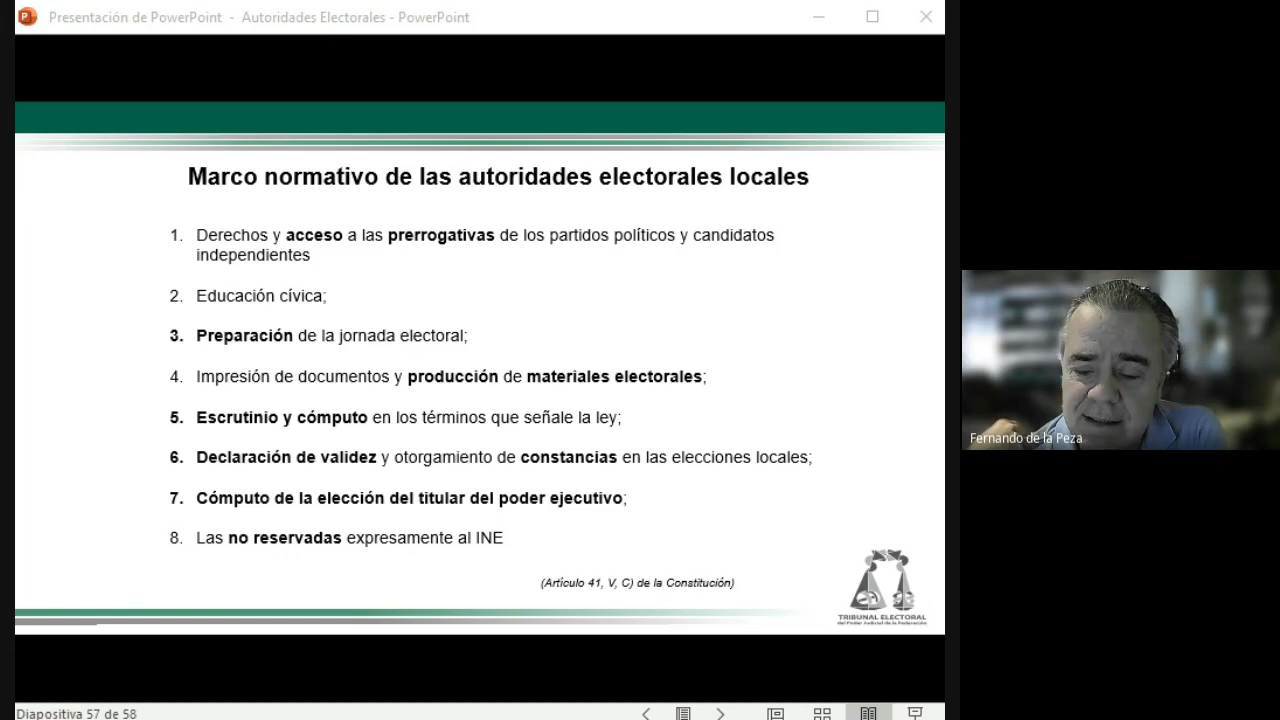 Presentación de PowerPoint - Autoridades Electorales - PowerPoint
Marco normativo de las autoridades electorales locales
1. Derechos y acceso a las prerrogativas de los partidos políticos y candidatos
independientes
2. Educación cívica;
3. Preparación de la jornada electoral;
4. Impresión de documentos y producción de materiales electorales;
5. Escrutinio y cómputo en los términos que señale la ley;
6. Declaración de validez y otorgamiento de constancias en las elecciones locales;
7. Cómputo de la elección del titular del poder ejecutivo;
8. Las no reservadas expresamente al INE
(Artículo 41, V, C) de la Constitución)
TRIBUNAL ELECTORAL
del Poder Judicial de la Federación
Fernando de la Peza
Diapositiva 57 de 58